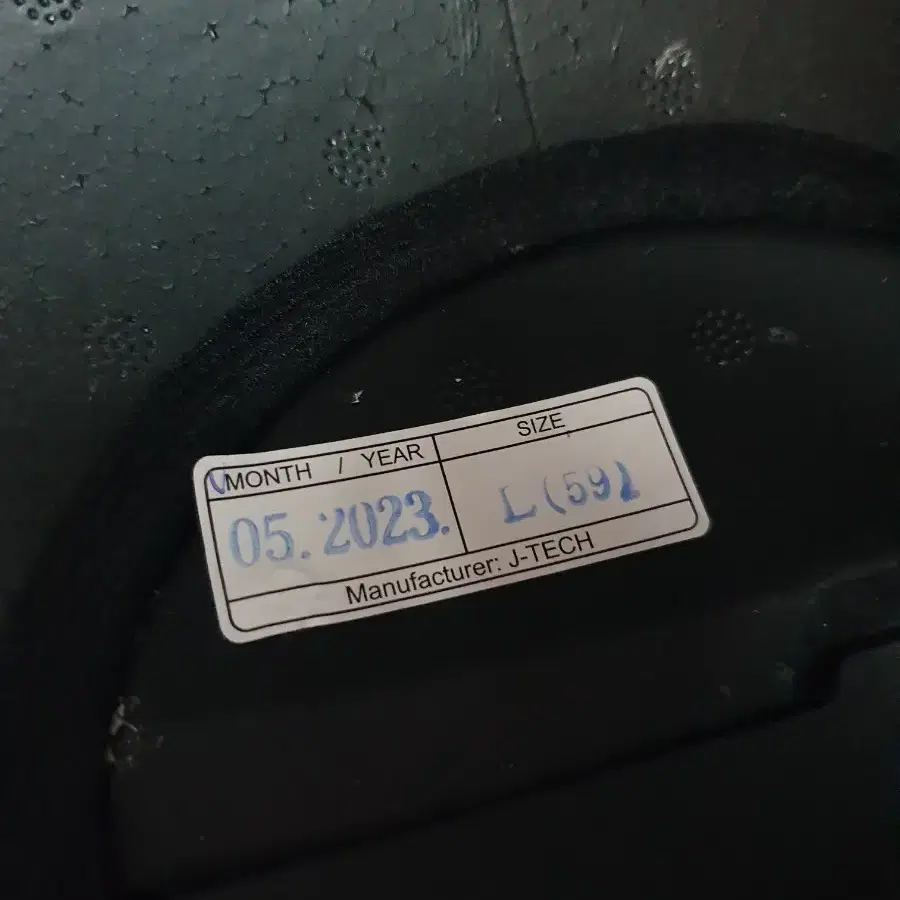 MONTH / YEAR SIZE
05.2023. L(59)
Manufacturer: J-TECH